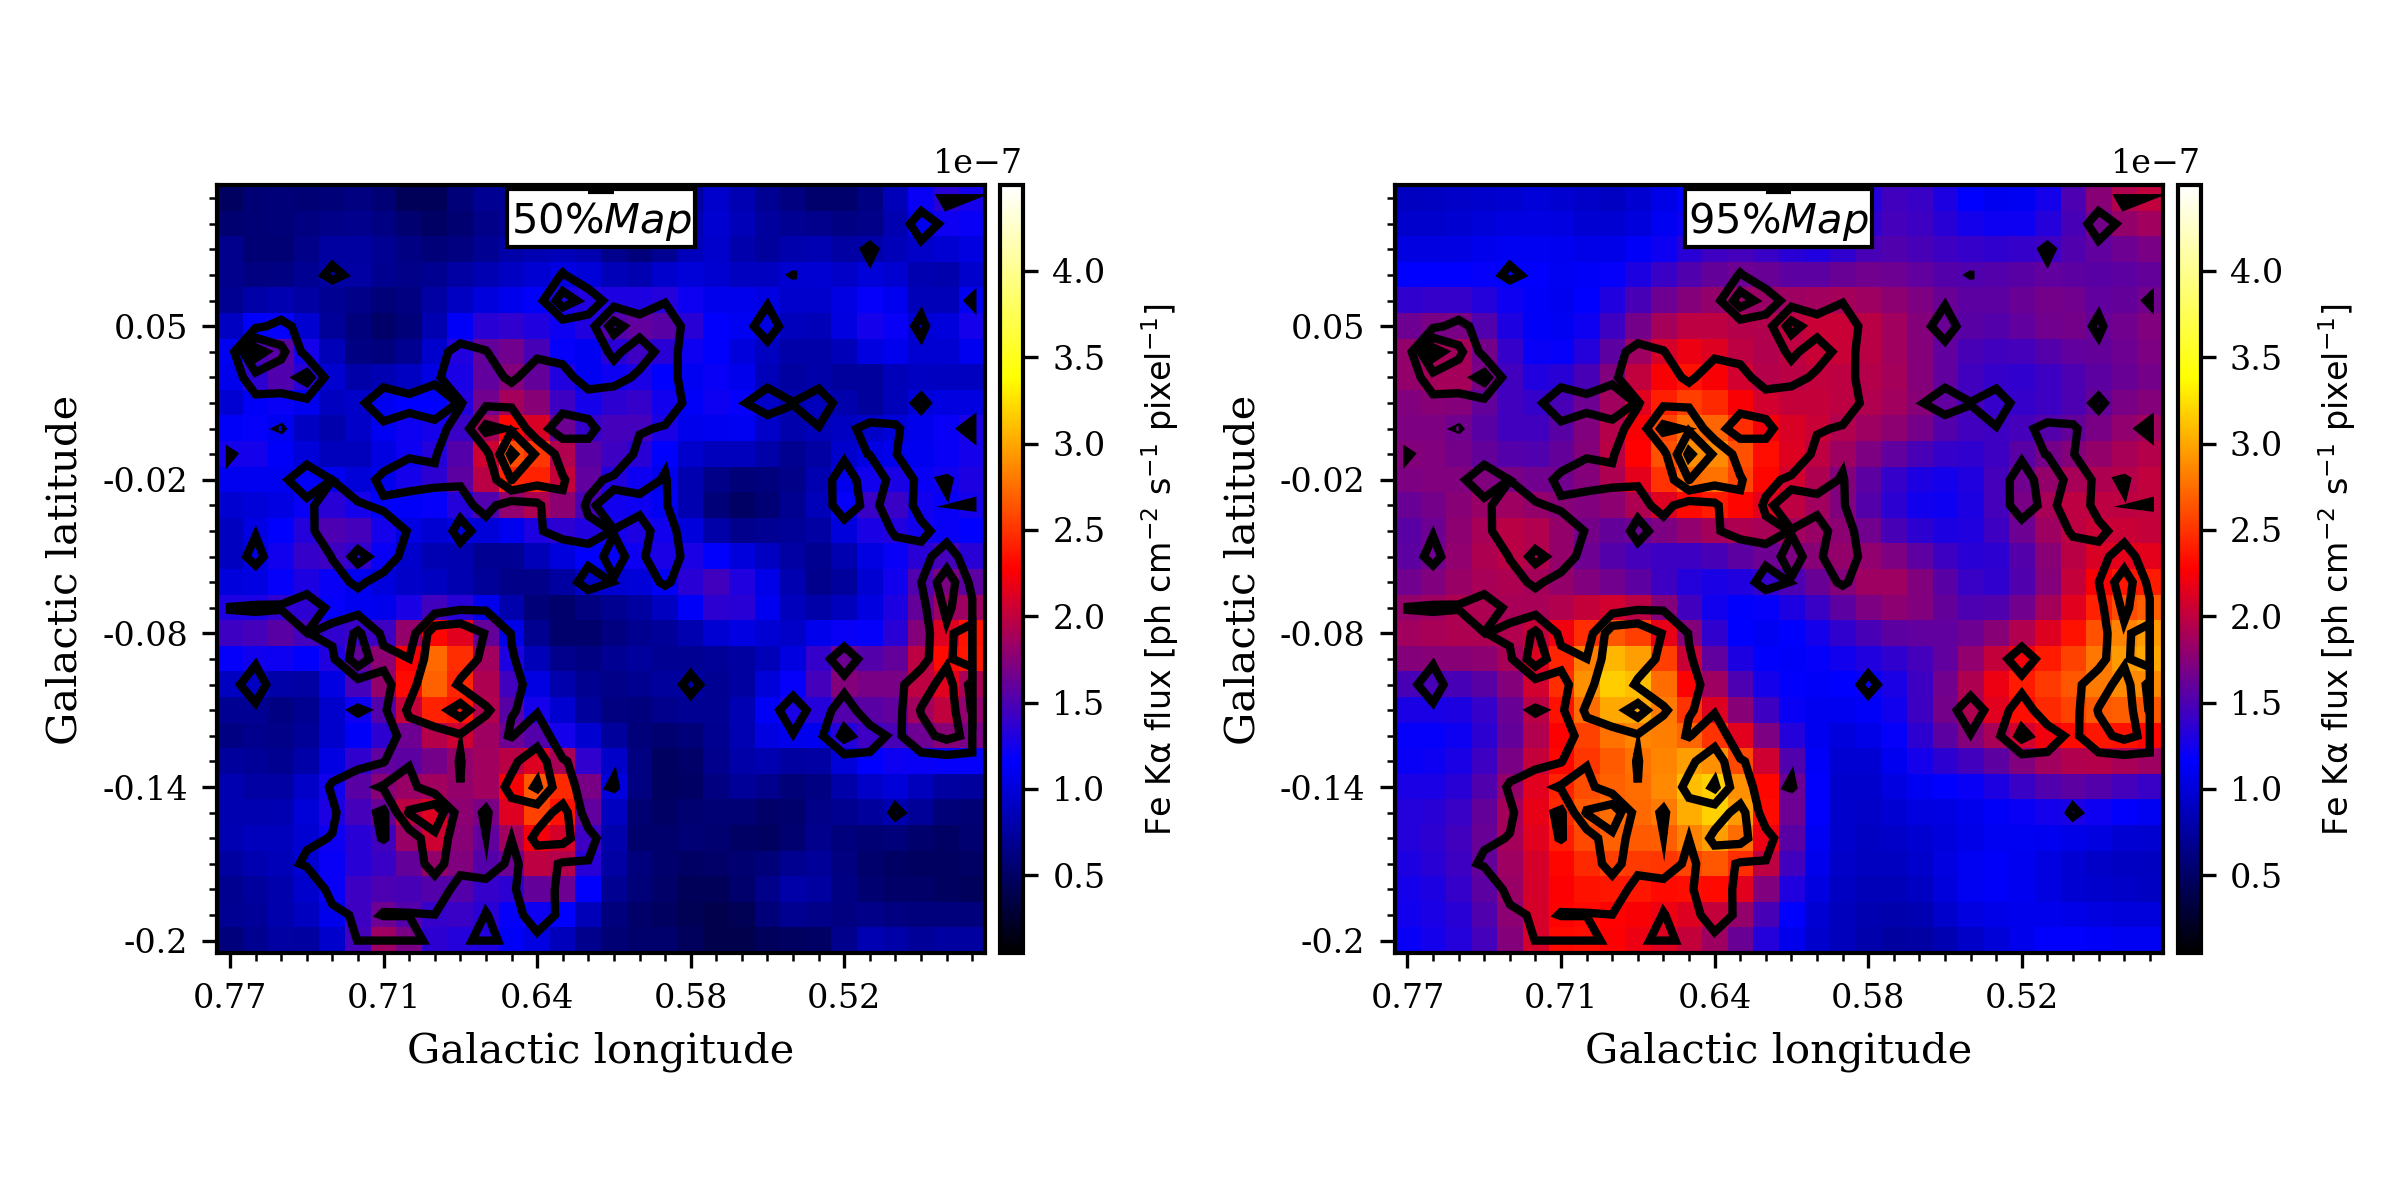 1e−7
50%Map
4.0
3.5
3.0
2.5
2.0
1.5
1.0
0.5
Fe Kα flux [ph cm⁻² s⁻¹ pixel⁻¹]
0.05
-0.02
-0.08
-0.14
-0.2
Galactic latitude
0.77 0.71 0.64 0.58 0.52
Galactic longitude
1e−7
95%Map
4.0
3.5
3.0
2.5
2.0
1.5
1.0
0.5
Fe Kα flux [ph cm⁻² s⁻¹ pixel⁻¹]
0.05
-0.02
-0.08
-0.14
-0.2
Galactic latitude
0.77 0.71 0.64 0.58 0.52
Galactic longitude